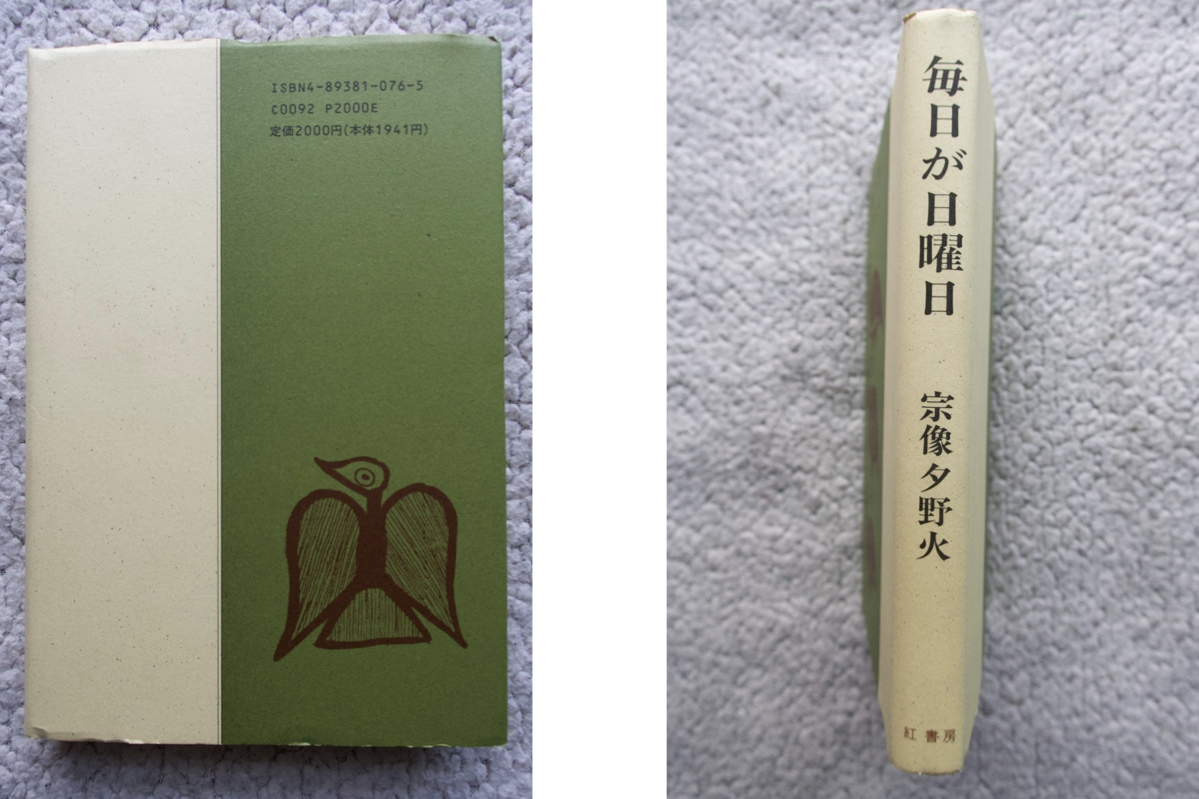 ISBN4-89381-076-5
C0092 P2000E
定価2000円(本体1941円)
毎日が日曜日
宗像夕野火
紅書房